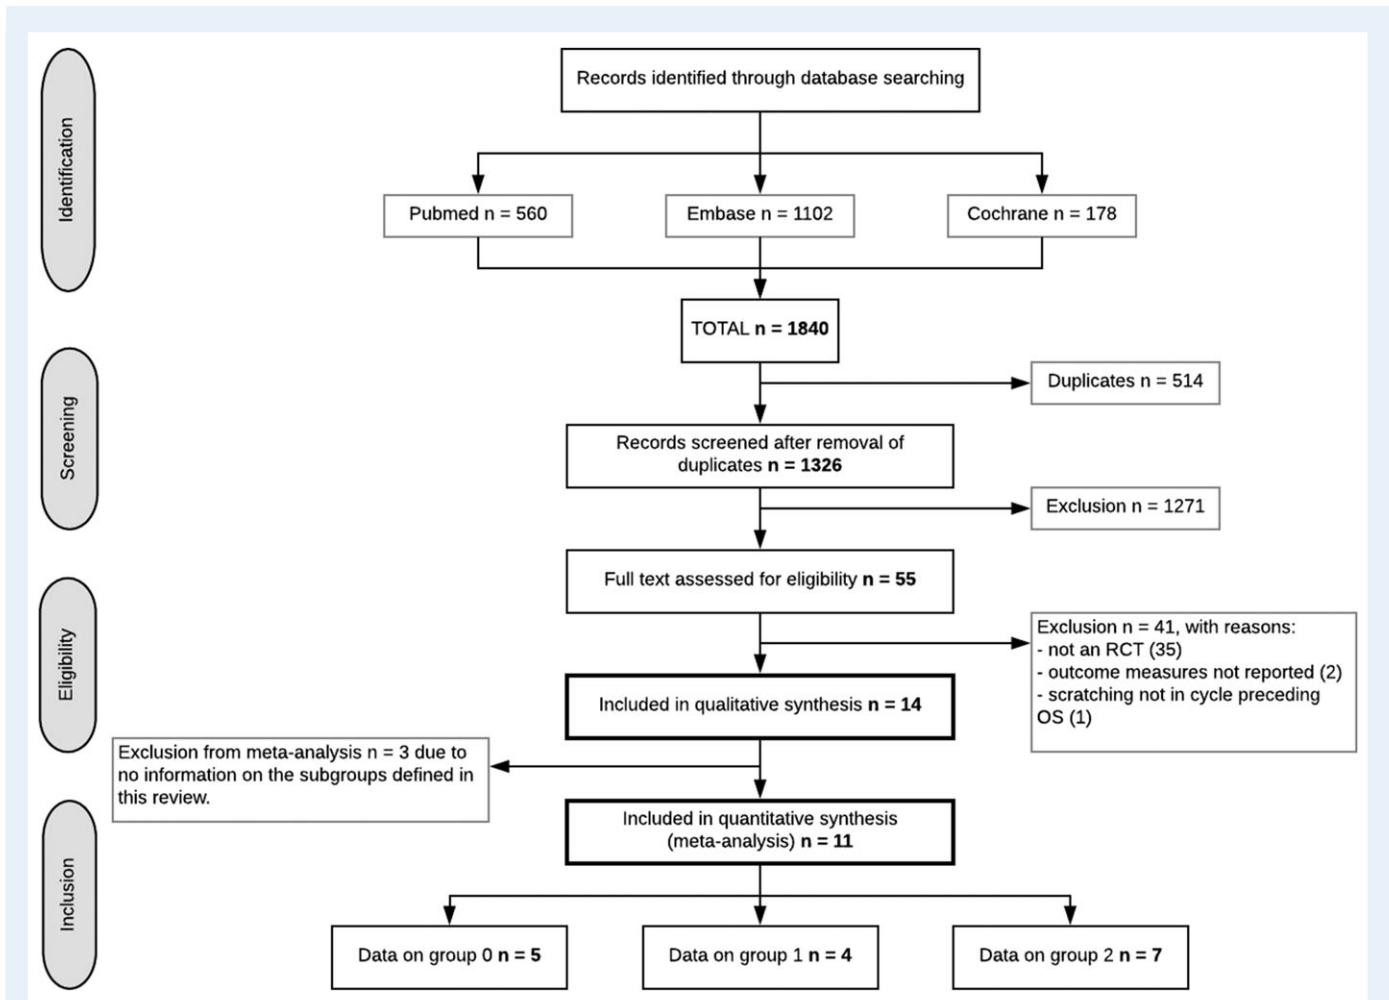 Identification
Records identified through database searching
Pubmed n = 560
Embase n = 1102
Cochrane n = 178
TOTAL n = 1840
Screening
Duplicates n = 514
Records screened after removal of
duplicates n = 1326
Exclusion n = 1271
Eligibility
Full text assessed for eligibility n = 55
Exclusion n = 41, with reasons:
- not an RCT (35)
- outcome measures not reported (2)
- scratching not in cycle preceding
OS (1)
Included in qualitative synthesis n = 14
Exclusion from meta-analysis n = 3 due to
no information on the subgroups defined in
this review.
Inclusion
Included in quantitative synthesis
(meta-analysis) n = 11
Data on group 0 n = 5
Data on group 1 n = 4
Data on group 2 n = 7